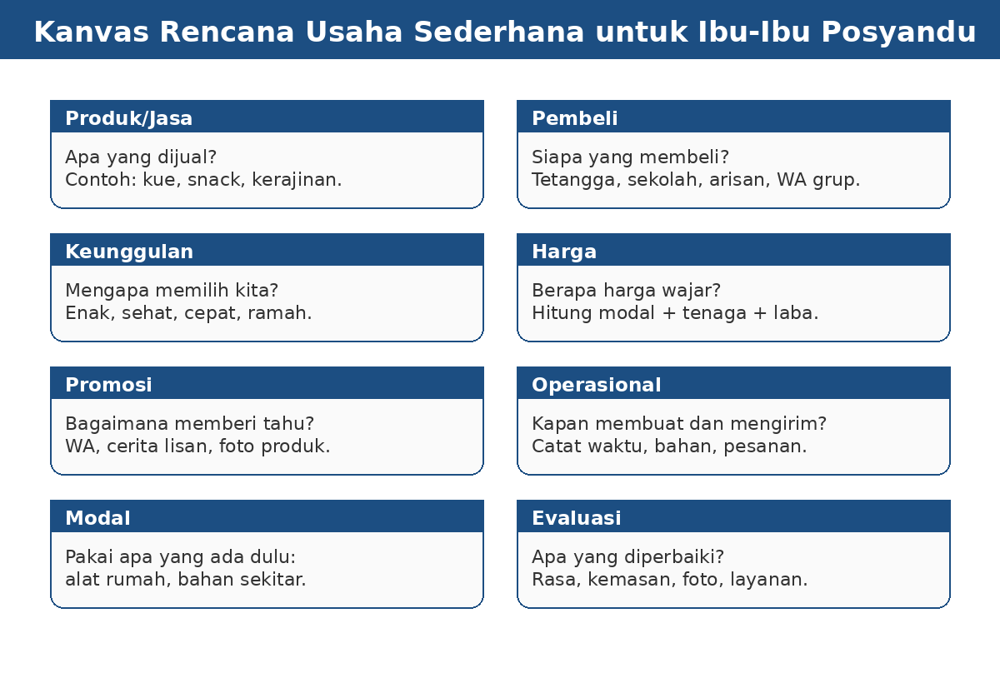 Kanvas Rencana Usaha Sederhana untuk Ibu-Ibu Posyandu
Produk/Jasa
Apa yang dijual?
Contoh: kue, snack, kerajinan.
Pembeli
Siapa yang membeli?
Tetangga, sekolah, arisan, WA grup.
Keunggulan
Mengapa memilih kita?
Enak, sehat, cepat, ramah.
Harga
Berapa harga wajar?
Hitung modal + tenaga + laba.
Promosi
Bagaimana memberi tahu?
WA, cerita lisan, foto produk.
Operasional
Kapan membuat dan mengirim?
Catat waktu, bahan, pesanan.
Modal
Pakai apa yang ada dulu:
alat rumah, bahan sekitar.
Evaluasi
Apa yang diperbaiki?
Rasa, kemasan, foto, layanan.